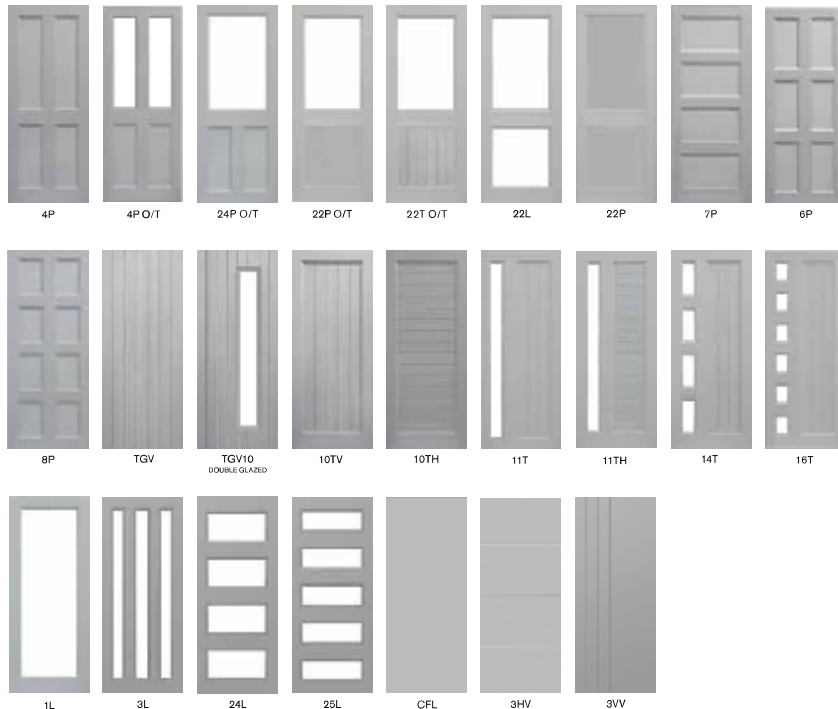 4P
4P O/T
24P O/T
22P O/T
22T O/T
22L
22P
7P
6P
8P
TGV
TGV10
DOUBLE GLAZED
10TV
10TH
11T
11TH
14T
16T
1L
3L
24L
25L
CFL
3HV
3VV